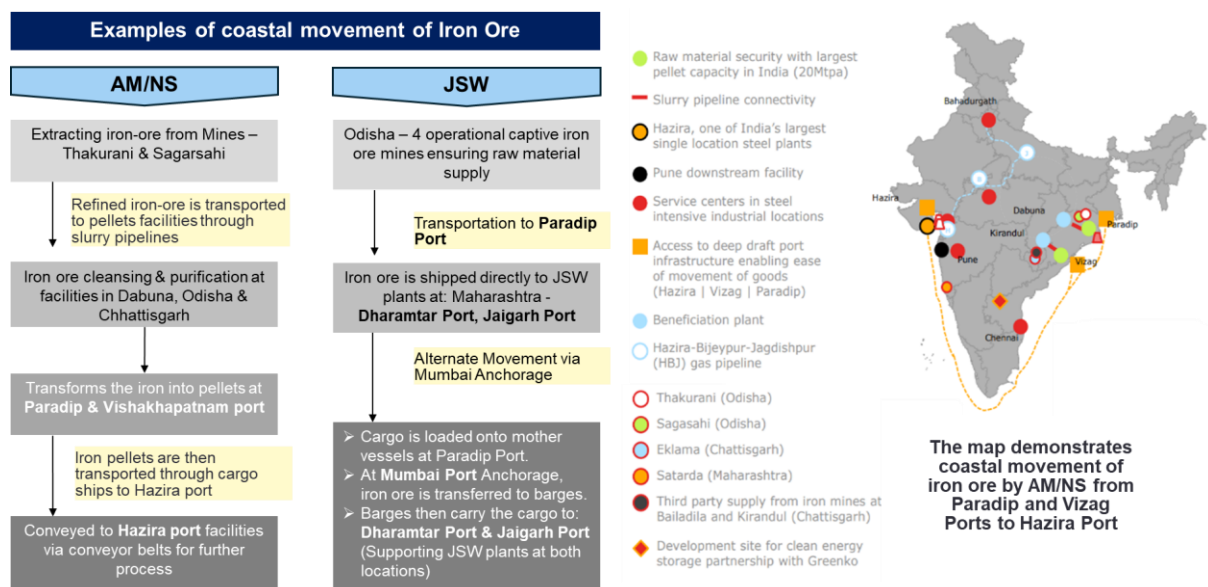 Examples of coastal movement of Iron Ore
AM/NS
Extracting iron-ore from Mines –
Thakurani & Sagarsahi
Refined iron-ore is transported
to pellets facilities through
slurry pipelines
Iron ore cleansing & purification at
facilities in Dabuna, Odisha &
Chhattisgarh
Transforms the iron into pellets at
Paradip & Vishakhapatnam port
Iron pellets are then
transported through cargo
ships to Hazira port
Conveyed to Hazira port facilities
via conveyor belts for further
process
JSW
Odisha – 4 operational captive iron
ore mines ensuring raw material
supply
Transportation to Paradip
Port
Iron ore is shipped directly to JSW
plants at: Maharashtra -
Dharamtar Port, Jaigarh Port
Alternate Movement via
Mumbai Anchorage
➢ Cargo is loaded onto mother
vessels at Paradip Port.
➢ At Mumbai Port Anchorage,
iron ore is transferred to barges.
➢ Barges then carry the cargo to:
Dharamtar Port & Jaigarh Port
(Supporting JSW plants at both
locations)
Raw material security with largest
pellet capacity in India (20Mtpa)
Slurry pipeline connectivity
Hazira, one of India's largest
single location steel plants
Pune downstream facility
Service centers in steel
intensive industrial locations
Access to deep draft port
infrastructure enabling ease
of movement of goods
(Hazira | Vizag | Paradip)
Beneficiation plant
Hazira-Bijeypur-Jagdishpur
(HBJ) gas pipeline
Thakurani (Odisha)
Sagasahi (Odisha)
Eklama (Chattisgarh)
Satarda (Maharashtra)
Third party supply from iron mines at
Bailadila and Kirandul (Chattisgarh)
Development site for clean energy
storage partnership with Greenko
Bahadurgath
Hazira
Dabuna
Paradip
Kirandul
Pune
Vizag
Chennai
The map demonstrates
coastal movement of
iron ore by AM/NS from
Paradip and Vizag
Ports to Hazira Port